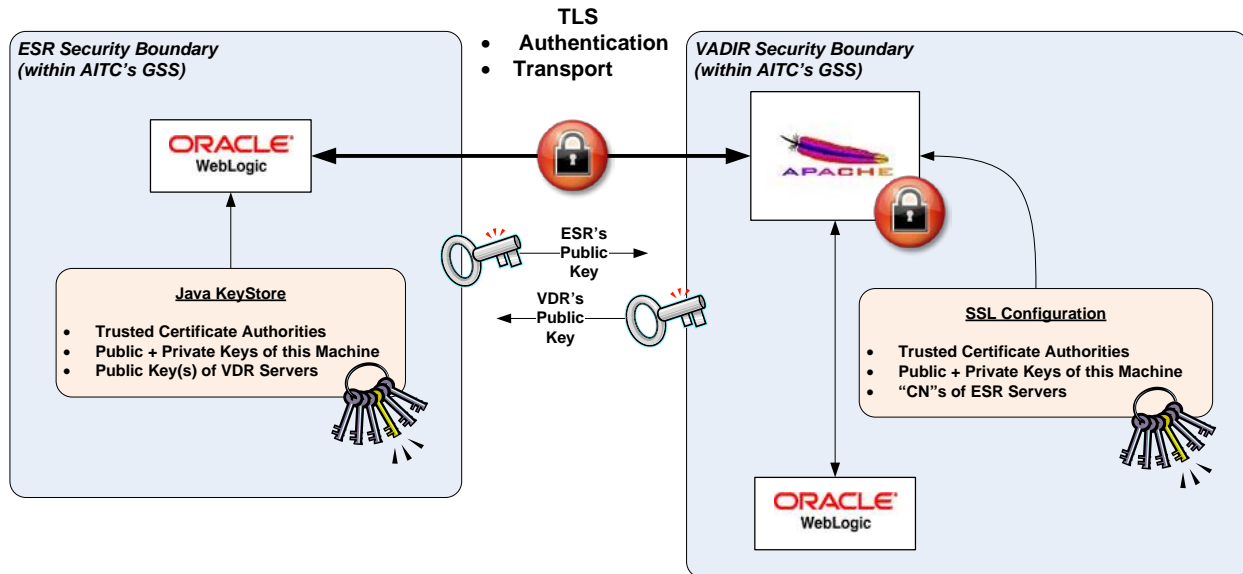 TLS
• Authentication
• Transport
ESR Security Boundary
(within AITC's GSS)
ORACLE®
WebLogic
Java KeyStore
• Trusted Certificate Authorities
• Public + Private Keys of this Machine
• Public Key(s) of VDR Servers
ESR's
Public
Key
VDR's
Public
Key
VADIR Security Boundary
(within AITC's GSS)
APACHE
SSL Configuration
• Trusted Certificate Authorities
• Public + Private Keys of this Machine
• “CN”s of ESR Servers
ORACLE®
WebLogic